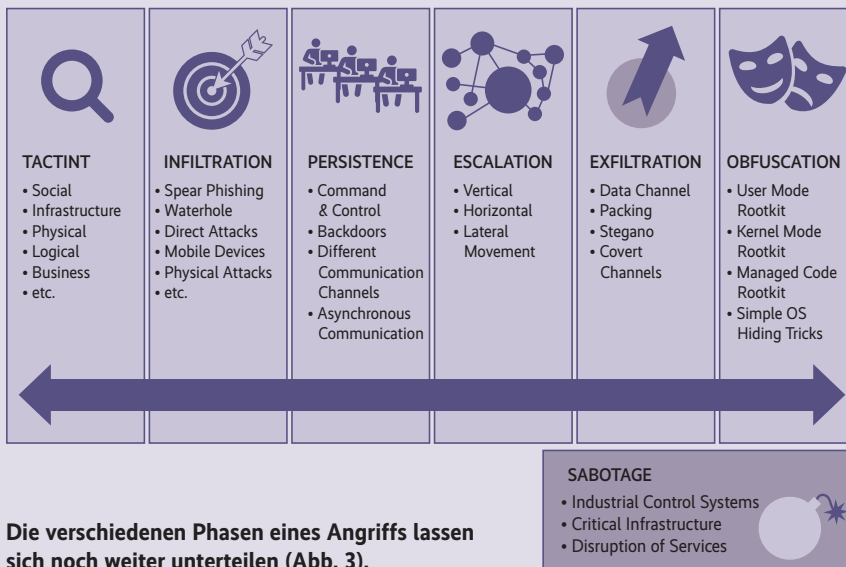 TACTINT
• Social
• Infrastructure
• Physical
• Logical
• Business
• etc.
INFILTRATION
• Spear Phishing
• Waterhole
• Direct Attacks
• Mobile Devices
• Physical Attacks
• etc.
PERSISTENCE
• Command
& Control
• Backdoors
• Different
Communication
Channels
• Asynchronous
Communication
ESCALATION
• Vertical
• Horizontal
• Lateral
Movement
EXFILTRATION
• Data Channel
• Packing
• Stegano
• Covert
Channels
OBFUSCATION
• User Mode
Rootkit
• Kernel Mode
Rootkit
• Managed Code
Rootkit
• Simple OS
Hiding Tricks
SABOTAGE
• Industrial Control Systems
• Critical Infrastructure
• Disruption of Services
Die verschiedenen Phasen eines Angriffs lassen
sich noch weiter unterteilen (Abb. 3).